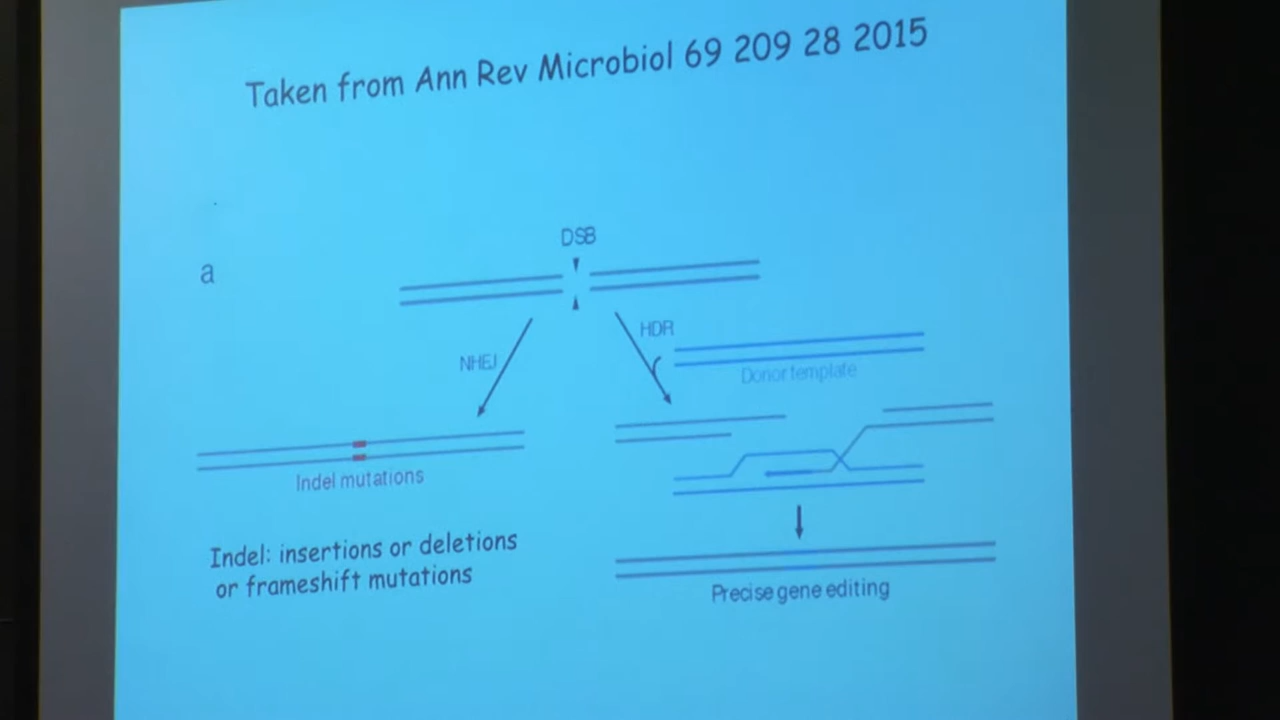 Taken from Ann Rev Microbiol 69 209 28 2015
a
DSB
NHEJ
HDR
Donor template
Indel mutations
Indel: insertions or deletions
or frameshift mutations
Precise gene editing